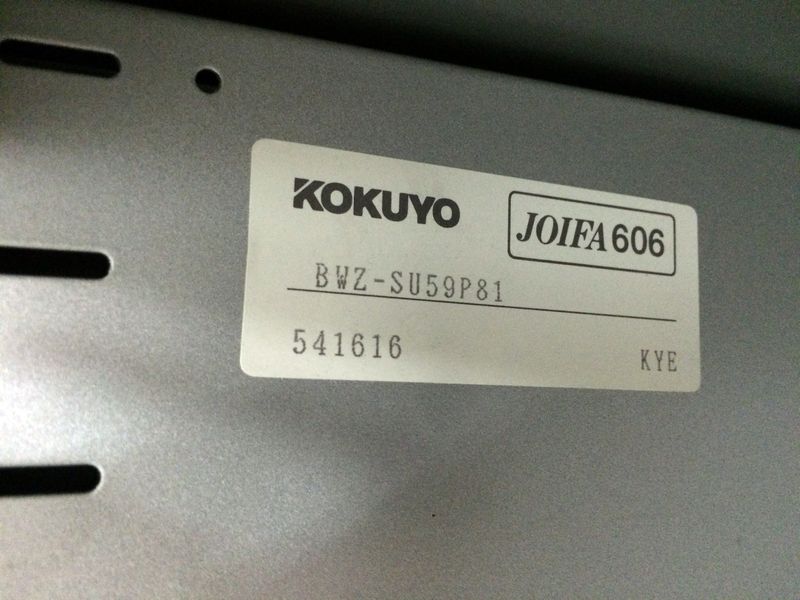 KOKUYO
JOIFA 606
BWZ-SU59P81
541616
KYE